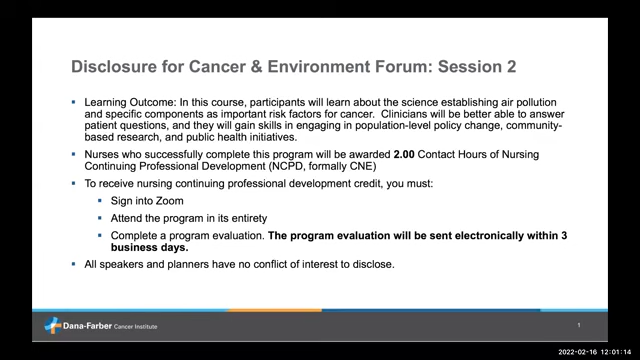 Disclosure for Cancer & Environment Forum: Session 2
Learning Outcome: In this course, participants will learn about the science establishing air pollution
and specific components as important risk factors for cancer. Clinicians will be better able to answer
patient questions, and they will gain skills in engaging in population-level policy change, community-
based research, and public health initiatives.
Nurses who successfully complete this program will be awarded 2.00 Contact Hours of Nursing
Continuing Professional Development (NCPD, formally CNE)
To receive nursing continuing professional development credit, you must:
Sign into Zoom
Attend the program in its entirety
Complete a program evaluation. The program evaluation will be sent electronically within 3
business days.
All speakers and planners have no conflict of interest to disclose.
Dana-Farber Cancer Institute
1
2022-02-16 12:01:14